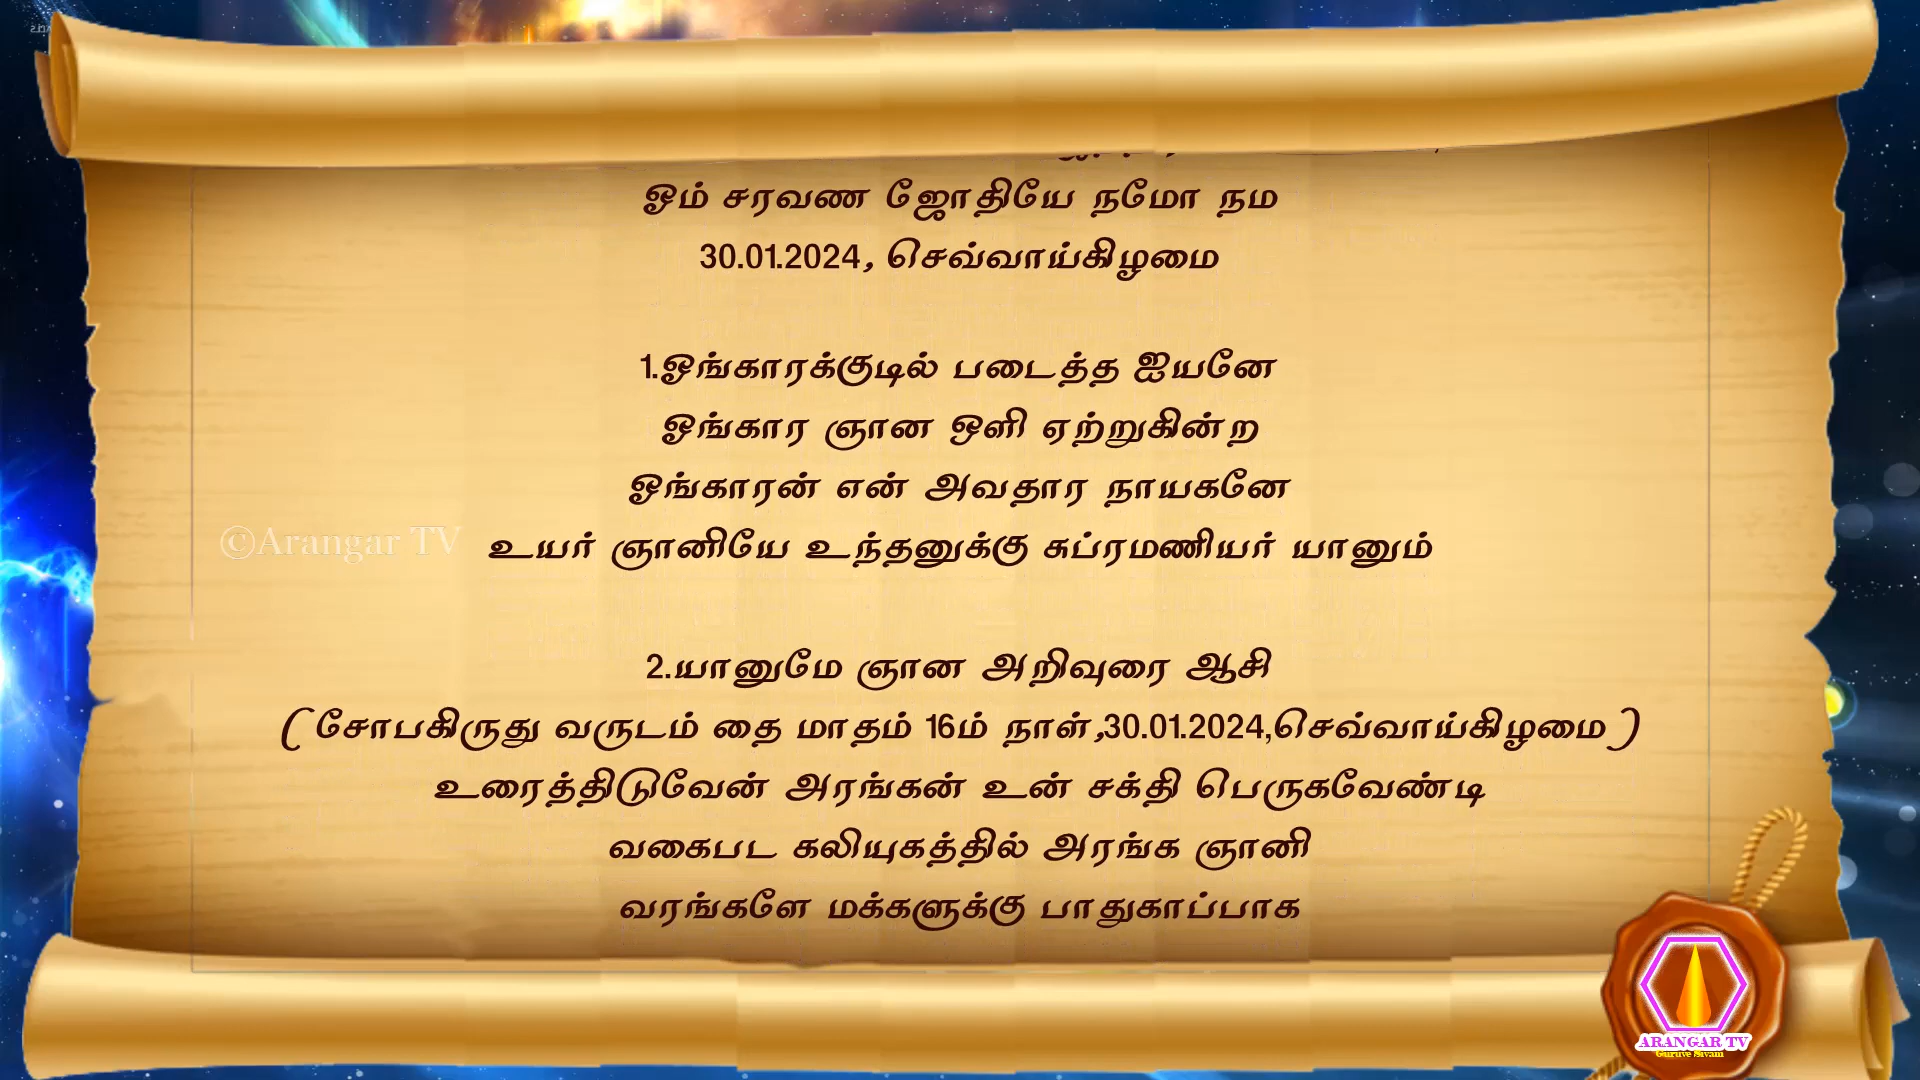 ஓம் சரவண ஜோதியே நமோ நம
30.01.2024, செவ்வாய்கிழமை
1.ஓங்காரக்குடில் படைத்த ஐயனே
ஓங்கார ஞான ஒளி ஏற்றுகின்ற
ஓங்காரன் என் அவதார நாயகனே
©Arangar TV
உயர் ஞானியே உந்தனுக்கு சுப்ரமணியர் யானும்
2.யானுமே ஞான அறிவுரை ஆசி
( சோபகிருது வருடம் தை மாதம் 16ம் நாள்,30.01.2024,செவ்வாய்கிழமை )
உரைத்திடுவேன் அரங்கன் உன் சக்தி பெருகவேண்டி
வகைபட கலியுகத்தில் அரங்க ஞானி
வரங்களே மக்களுக்கு பாதுகாப்பாக
ARANGAR TV
Guruve Sivam